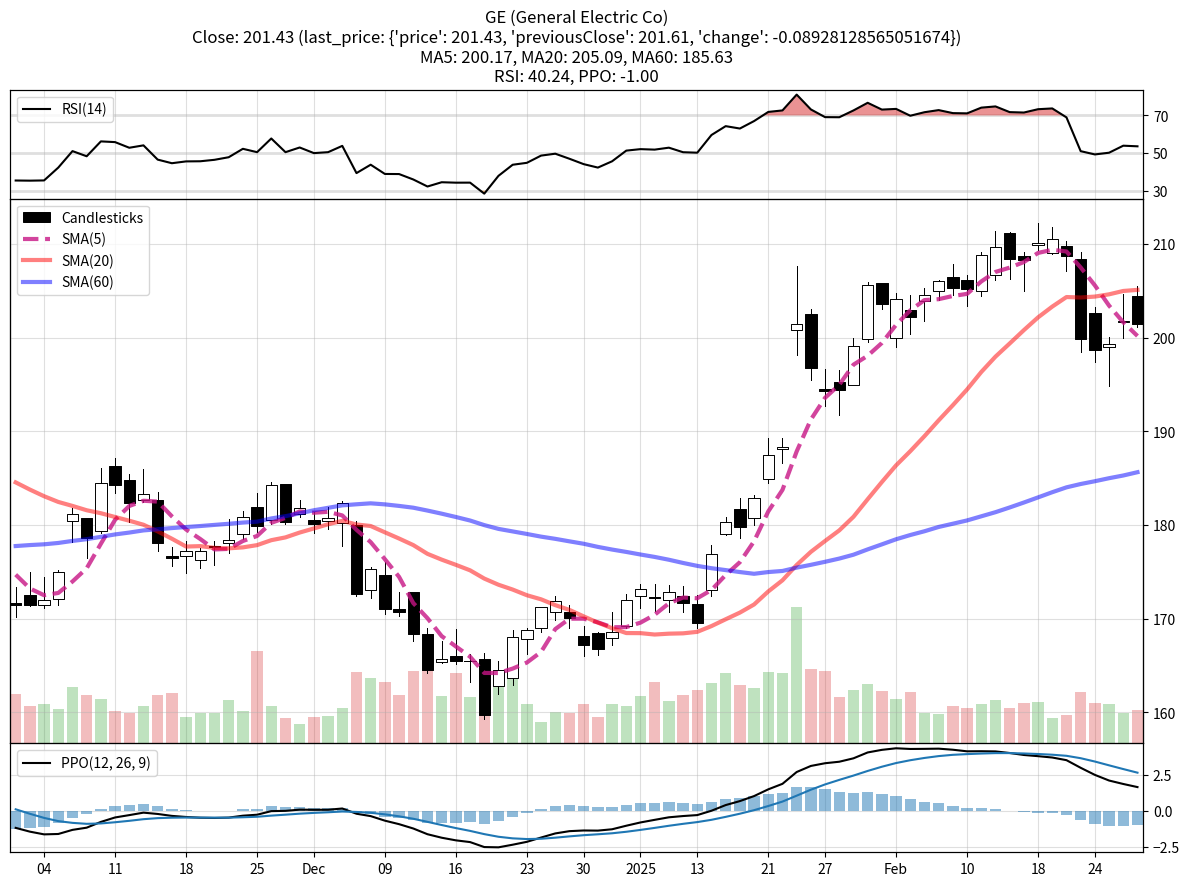 GE (General Electric Co)
Close: 201.43 (last_price: {'price': 201.43, 'previousClose': 201.61, 'change': -0.08928128565051674})
MA5: 200.17, MA20: 205.09, MA60: 185.63
RSI: 40.24, PPO: -1.00
RSI(14)
70
50
30
Candlesticks
SMA(5)
SMA(20)
SMA(60)
210
200
190
180
170
160
PPO(12, 26, 9)
2.5
0.0
−2.5
04 11 18 25 Dec 09 16 23 30 2025 13 21 27 Feb 10 18 24